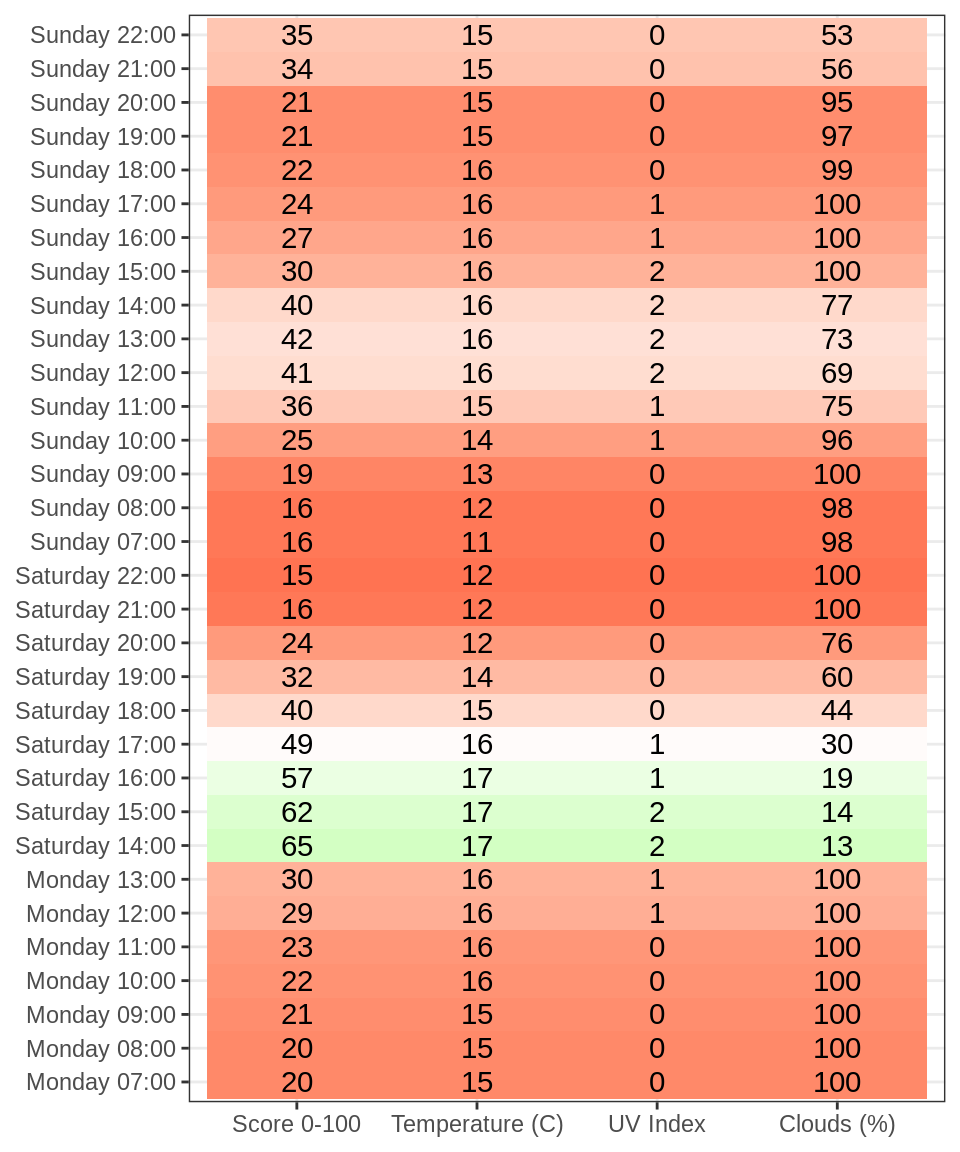 Sunday 22:00 35 15 0 53
Sunday 21:00 34 15 0 56
Sunday 20:00 21 15 0 95
Sunday 19:00 21 15 0 97
Sunday 18:00 22 16 0 99
Sunday 17:00 24 16 1 100
Sunday 16:00 27 16 1 100
Sunday 15:00 30 16 2 100
Sunday 14:00 40 16 2 77
Sunday 13:00 42 16 2 73
Sunday 12:00 41 16 2 69
Sunday 11:00 36 15 1 75
Sunday 10:00 25 14 1 96
Sunday 09:00 19 13 0 100
Sunday 08:00 16 12 0 98
Sunday 07:00 16 11 0 98
Saturday 22:00 15 12 0 100
Saturday 21:00 16 12 0 100
Saturday 20:00 24 12 0 76
Saturday 19:00 32 14 0 60
Saturday 18:00 40 15 0 44
Saturday 17:00 49 16 1 30
Saturday 16:00 57 17 1 19
Saturday 15:00 62 17 2 14
Saturday 14:00 65 17 2 13
Monday 13:00 30 16 1 100
Monday 12:00 29 16 1 100
Monday 11:00 23 16 0 100
Monday 10:00 22 16 0 100
Monday 09:00 21 15 0 100
Monday 08:00 20 15 0 100
Monday 07:00 20 15 0 100
Score 0-100 Temperature (C) UV Index Clouds (%)